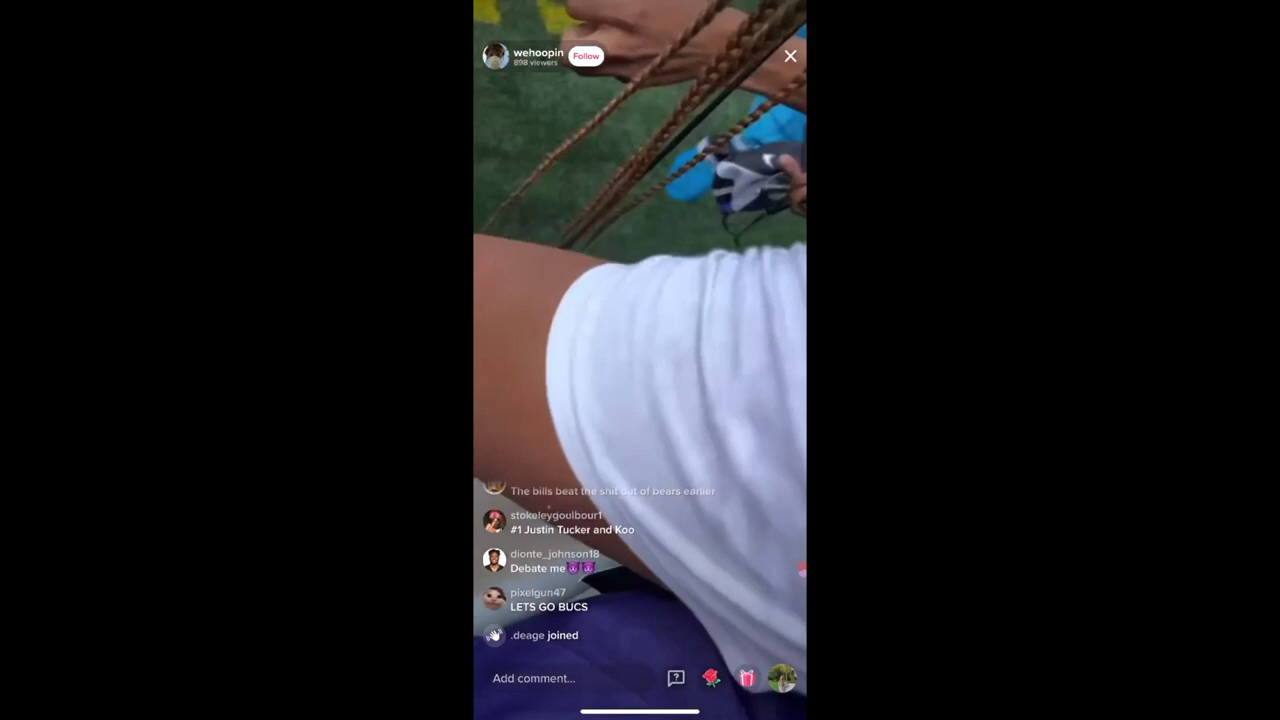 wehoopin
898 viewers
Follow
The bills beat the shit out of bears earlier
stokeleygoulbour1
#1 Justin Tucker and Koo
dionte_johnson18
Debate me😈😈
pixelgun47
LETS GO BUCS
.deage joined
Add comment...